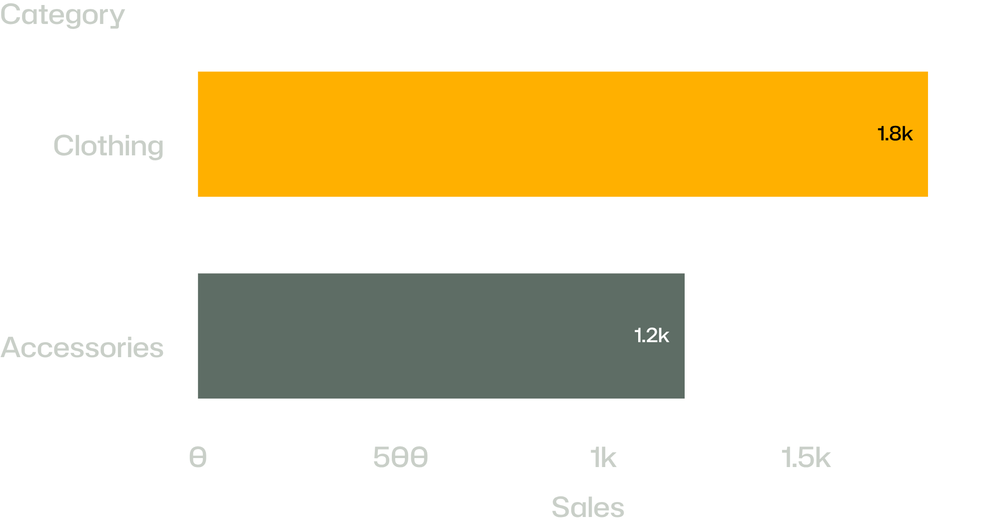 Category
Clothing
1.8k
Accessories
1.2k
0 500 1k 1.5k
Sales